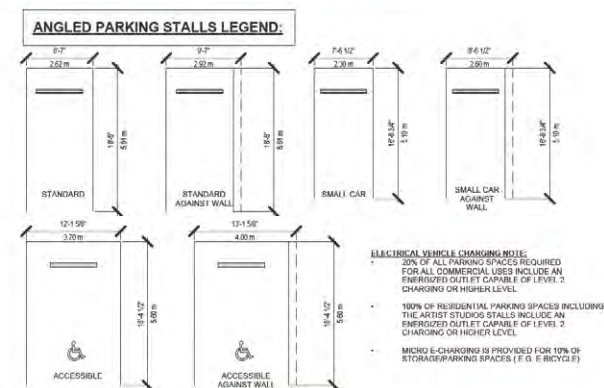 ANGLED PARKING STALLS LEGEND:
8'-7"
2.62 m
18'-5"
STANDARD
9'-7"
2.92 m
18'-5"
STANDARD
AGAINST WALL
7'-6 1/2"
2.30 m
16'-8 3/4"
5.10 m
SMALL CAR
8'-6 1/2"
2.60 m
16'-8 3/4"
5.10 m
SMALL CAR
AGAINST
WALL
12'-1 5/8"
3.70 m
18'-4 1/2"
5.60 m
ACCESSIBLE
13'-1 5/8"
4.00 m
18'-4 1/2"
5.60 m
ACCESSIBLE
AGAINST WALL
ELECTRICAL VEHICLE CHARGING NOTE:
- 20% OF ALL PARKING SPACES REQUIRED
FOR ALL COMMERCIAL USES INCLUDE AN
ENERGIZED OUTLET CAPABLE OF LEVEL 2
CHARGING OR HIGHER LEVEL
- 100% OF RESIDENTIAL PARKING SPACES INCLUDING
THE ARTIST STUDIOS STALLS INCLUDE AN
ENERGIZED OUTLET CAPABLE OF LEVEL 2
CHARGING OR HIGHER LEVEL
- MICRO E-CHARGING IS PROVIDED FOR 10% OF
STORAGE/PARKING SPACES ( E.G. E-BICYCLE)